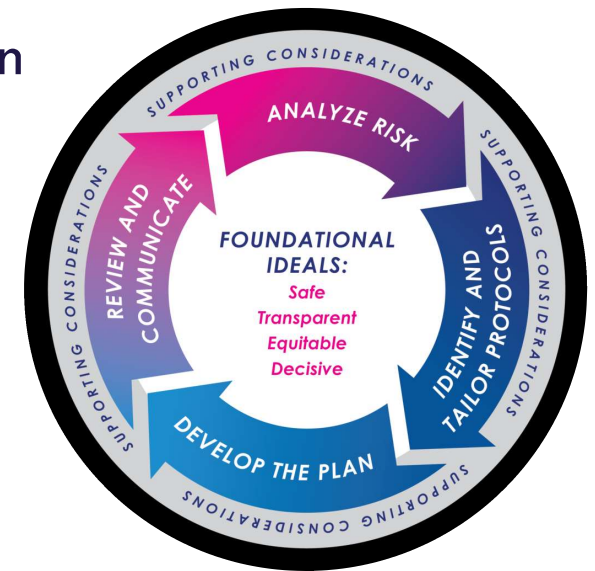 n
SUPPORTING CONSIDERATIONS
ANALYZE RISK
SUPPORTING CONSIDERATIONS
IDENTIFY AND
TAILOR PROTOCOLS
SUPPORTING CONSIDERATIONS
DEVELOP THE PLAN
SUPPORTING CONSIDERATIONS
REVIEW AND
COMMUNICATE
FOUNDATIONAL
IDEALS:
Safe
Transparent
Equitable
Decisive